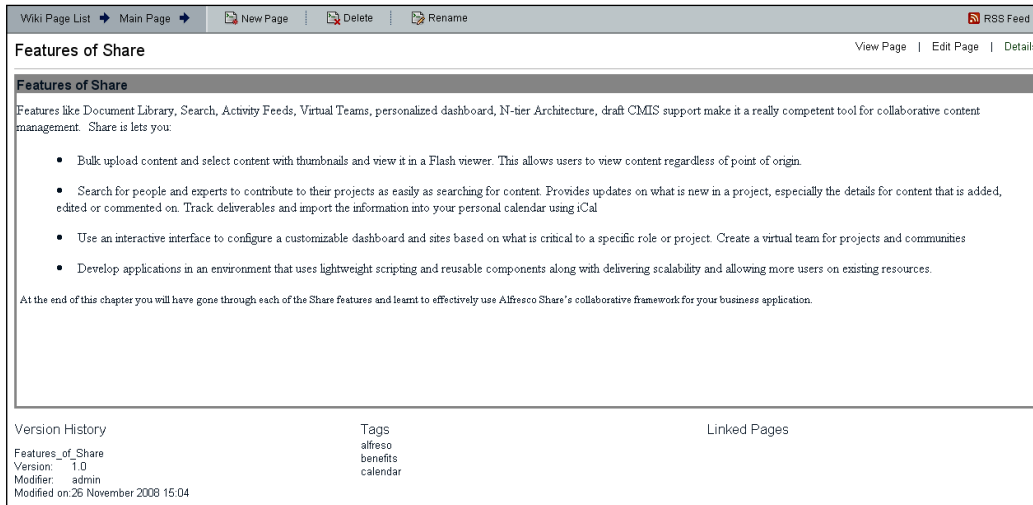 Wiki Page List Main Page New Page Delete Rename RSS Feed
Features of Share View Page | Edit Page | Details
Features of Share
Features like Document Library, Search, Activity Feeds, Virtual Teams, personalized dashboard, N-tier Architecture, draft CMIS support make it a really competent tool for collaborative content
management. Share is lets you:
Bulk upload content and select content with thumbnails and view it in a Flash viewer. This allows users to view content regardless of point of origin.
Search for people and experts to contribute to their projects as easily as searching for content. Provides updates on what is new in a project, especially the details for content that is added,
edited or commented on. Track deliverables and import the information into your personal calendar using iCal
Use an interactive interface to configure a customizable dashboard and sites based on what is critical to a specific role or project. Create a virtual team for projects and communities
Develop applications in an environment that uses lightweight scripting and reusable components along with delivering scalability and allowing more users on existing resources.
At the end of this chapter you will have gone through each of the Share features and learnt to effectively use Alfresco Share's collaborative framework for your business application.
Version History Tags Linked Pages
alfreso
Features_of_Share
benefits
Version: 1.0
calendar
Modifier: admin
Modified on:26 November 2008 15:04